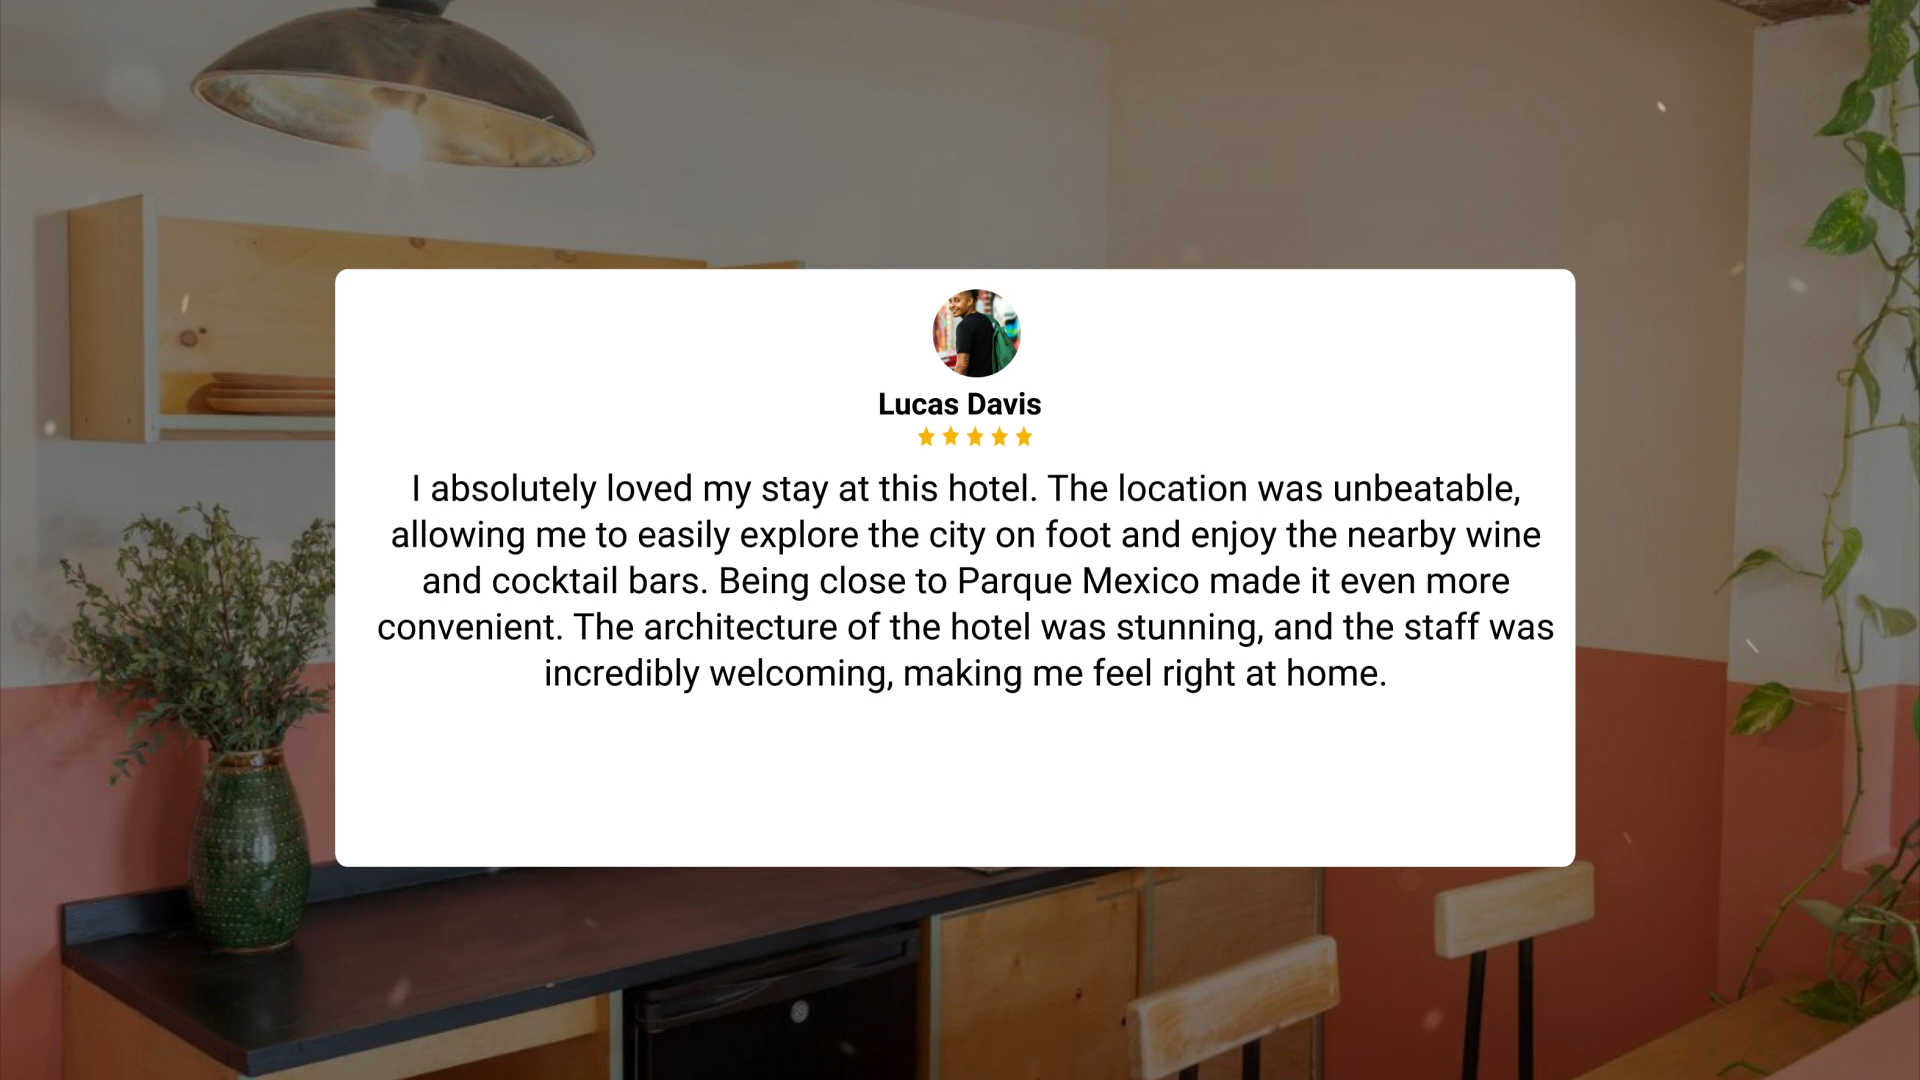 Lucas Davis
I absolutely loved my stay at this hotel. The location was unbeatable,
allowing me to easily explore the city on foot and enjoy the nearby wine
and cocktail bars. Being close to Parque Mexico made it even more
convenient. The architecture of the hotel was stunning, and the staff was
incredibly welcoming, making me feel right at home.